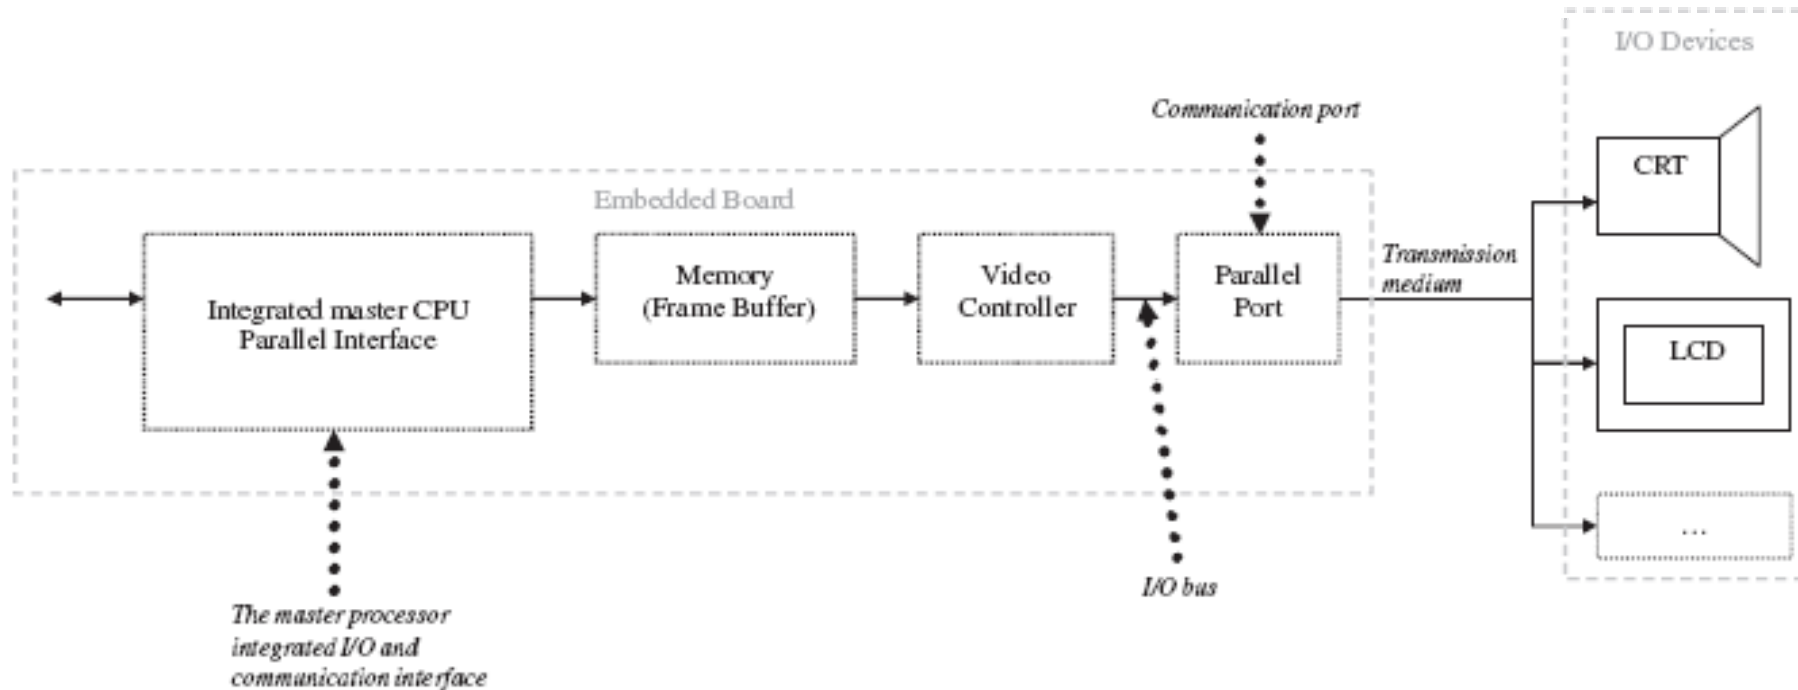 I/O Devices
Communication port
CRT
Embedded Board
Integrated master CPU
Parallel Interface
Memory
(Frame Buffer)
Video
Controller
Parallel
Port
Transmission
medium
LCD
...
I/O bus
The master processor
integrated I/O and
communication interface